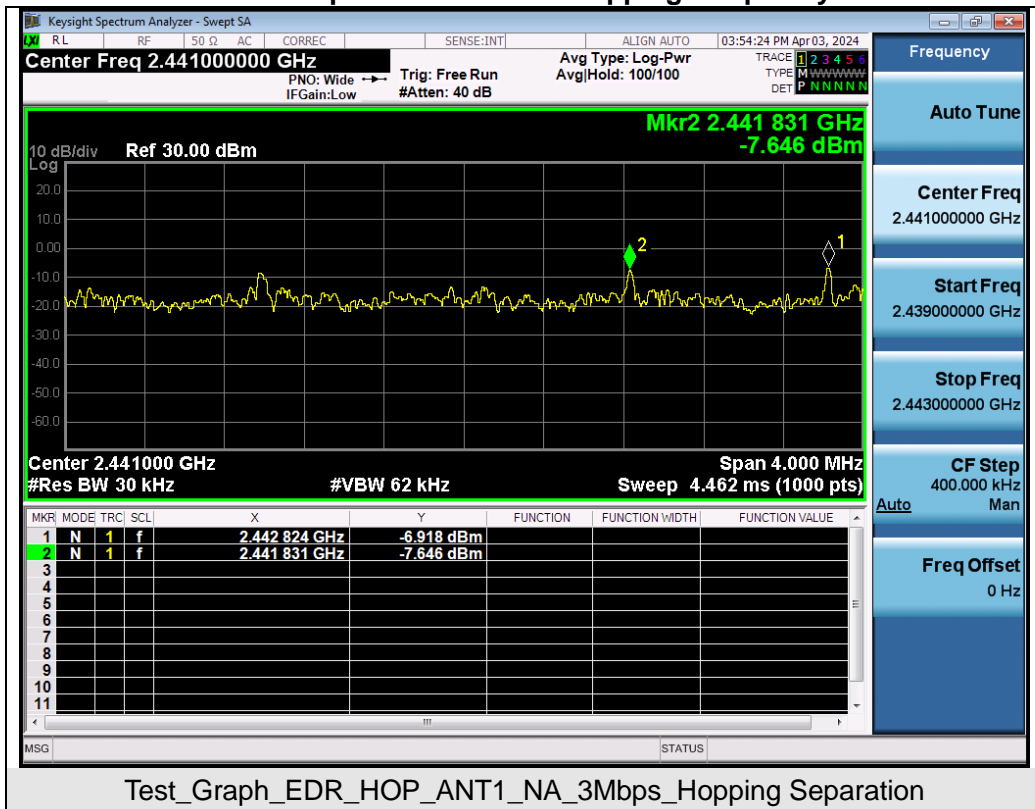 Keysight Spectrum Analyzer - Swept SA
LXI RL RF 50 Ω AC CORREC SENSE:INT ALIGN AUTO 03:54:24 PM Apr 03, 2024
Center Freq 2.441000000 GHz
PNO: Wide
IFGain:Low
Trig: Free Run
#Atten: 40 dB
Avg Type: Log-Pwr
Avg|Hold: 100/100
TRACE 1 2 3 4 5 6
TYPE M WWWWW
DET P N N N N N
Mkr2 2.441 831 GHz
-7.646 dBm
10 dB/div Ref 30.00 dBm
Log
20.0
10.0
0.00
-10.0
-20.0
-30.0
-40.0
-50.0
-60.0
2
1
Center 2.441000 GHz Span 4.000 MHz
#Res BW 30 kHz #VBW 62 kHz Sweep 4.462 ms (1000 pts)
MKR MODE TRC SCL X Y FUNCTION FUNCTION WIDTH FUNCTION VALUE
1 N 1 f 2.442 824 GHz -6.918 dBm
2 N 1 f 2.441 831 GHz -7.646 dBm
3
4
5
6
7
8
9
10
11
MSG STATUS
Frequency
Auto Tune
Center Freq
2.441000000 GHz
Start Freq
2.439000000 GHz
Stop Freq
2.443000000 GHz
CF Step
400.000 kHz
Auto Man
Freq Offset
0 Hz
Test_Graph_EDR_HOP_ANT1_NA_3Mbps_Hopping Separation